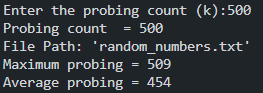 Enter the probing count (k):500
Probing count  = 500
File Path: 'random_numbers.txt'
Maximum probing = 509
Average probing = 454